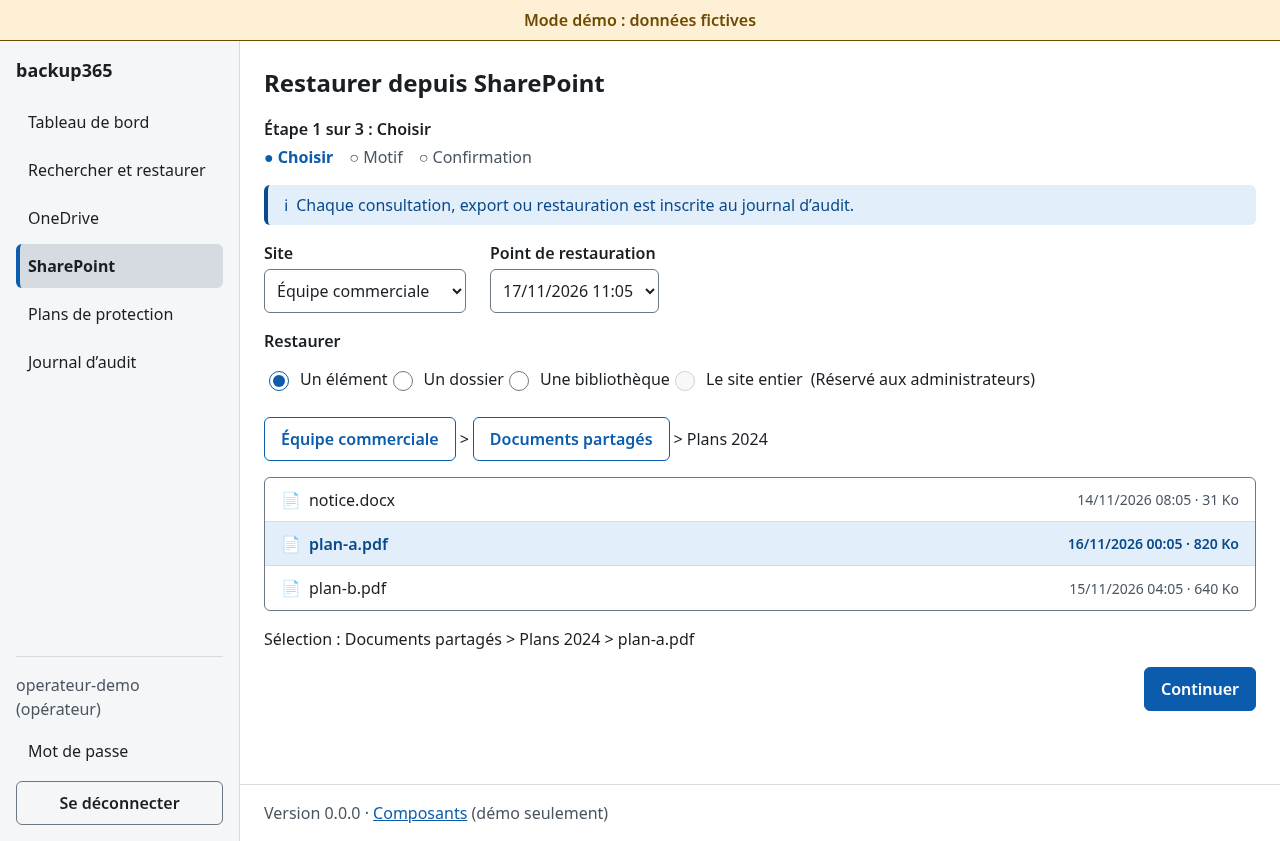 Mode démo : données fictives
backup365
Tableau de bord
Rechercher et restaurer
OneDrive
SharePoint
Plans de protection
Journal d’audit
operateur-demo
(opérateur)
Mot de passe
Se déconnecter
Restaurer depuis SharePoint
Étape 1 sur 3 : Choisir
● Choisir ○ Motif ○ Confirmation
i Chaque consultation, export ou restauration est inscrite au journal d’audit.
Site Point de restauration
Équipe commerciale 17/11/2026 11:05
Restaurer
Un élément Un dossier Une bibliothèque Le site entier (Réservé aux administrateurs)
Équipe commerciale > Documents partagés > Plans 2024
notice.docx 14/11/2026 08:05 · 31 Ko
plan-a.pdf 16/11/2026 00:05 · 820 Ko
plan-b.pdf 15/11/2026 04:05 · 640 Ko
Sélection : Documents partagés > Plans 2024 > plan-a.pdf
Continuer
Version 0.0.0 · Composants (démo seulement)